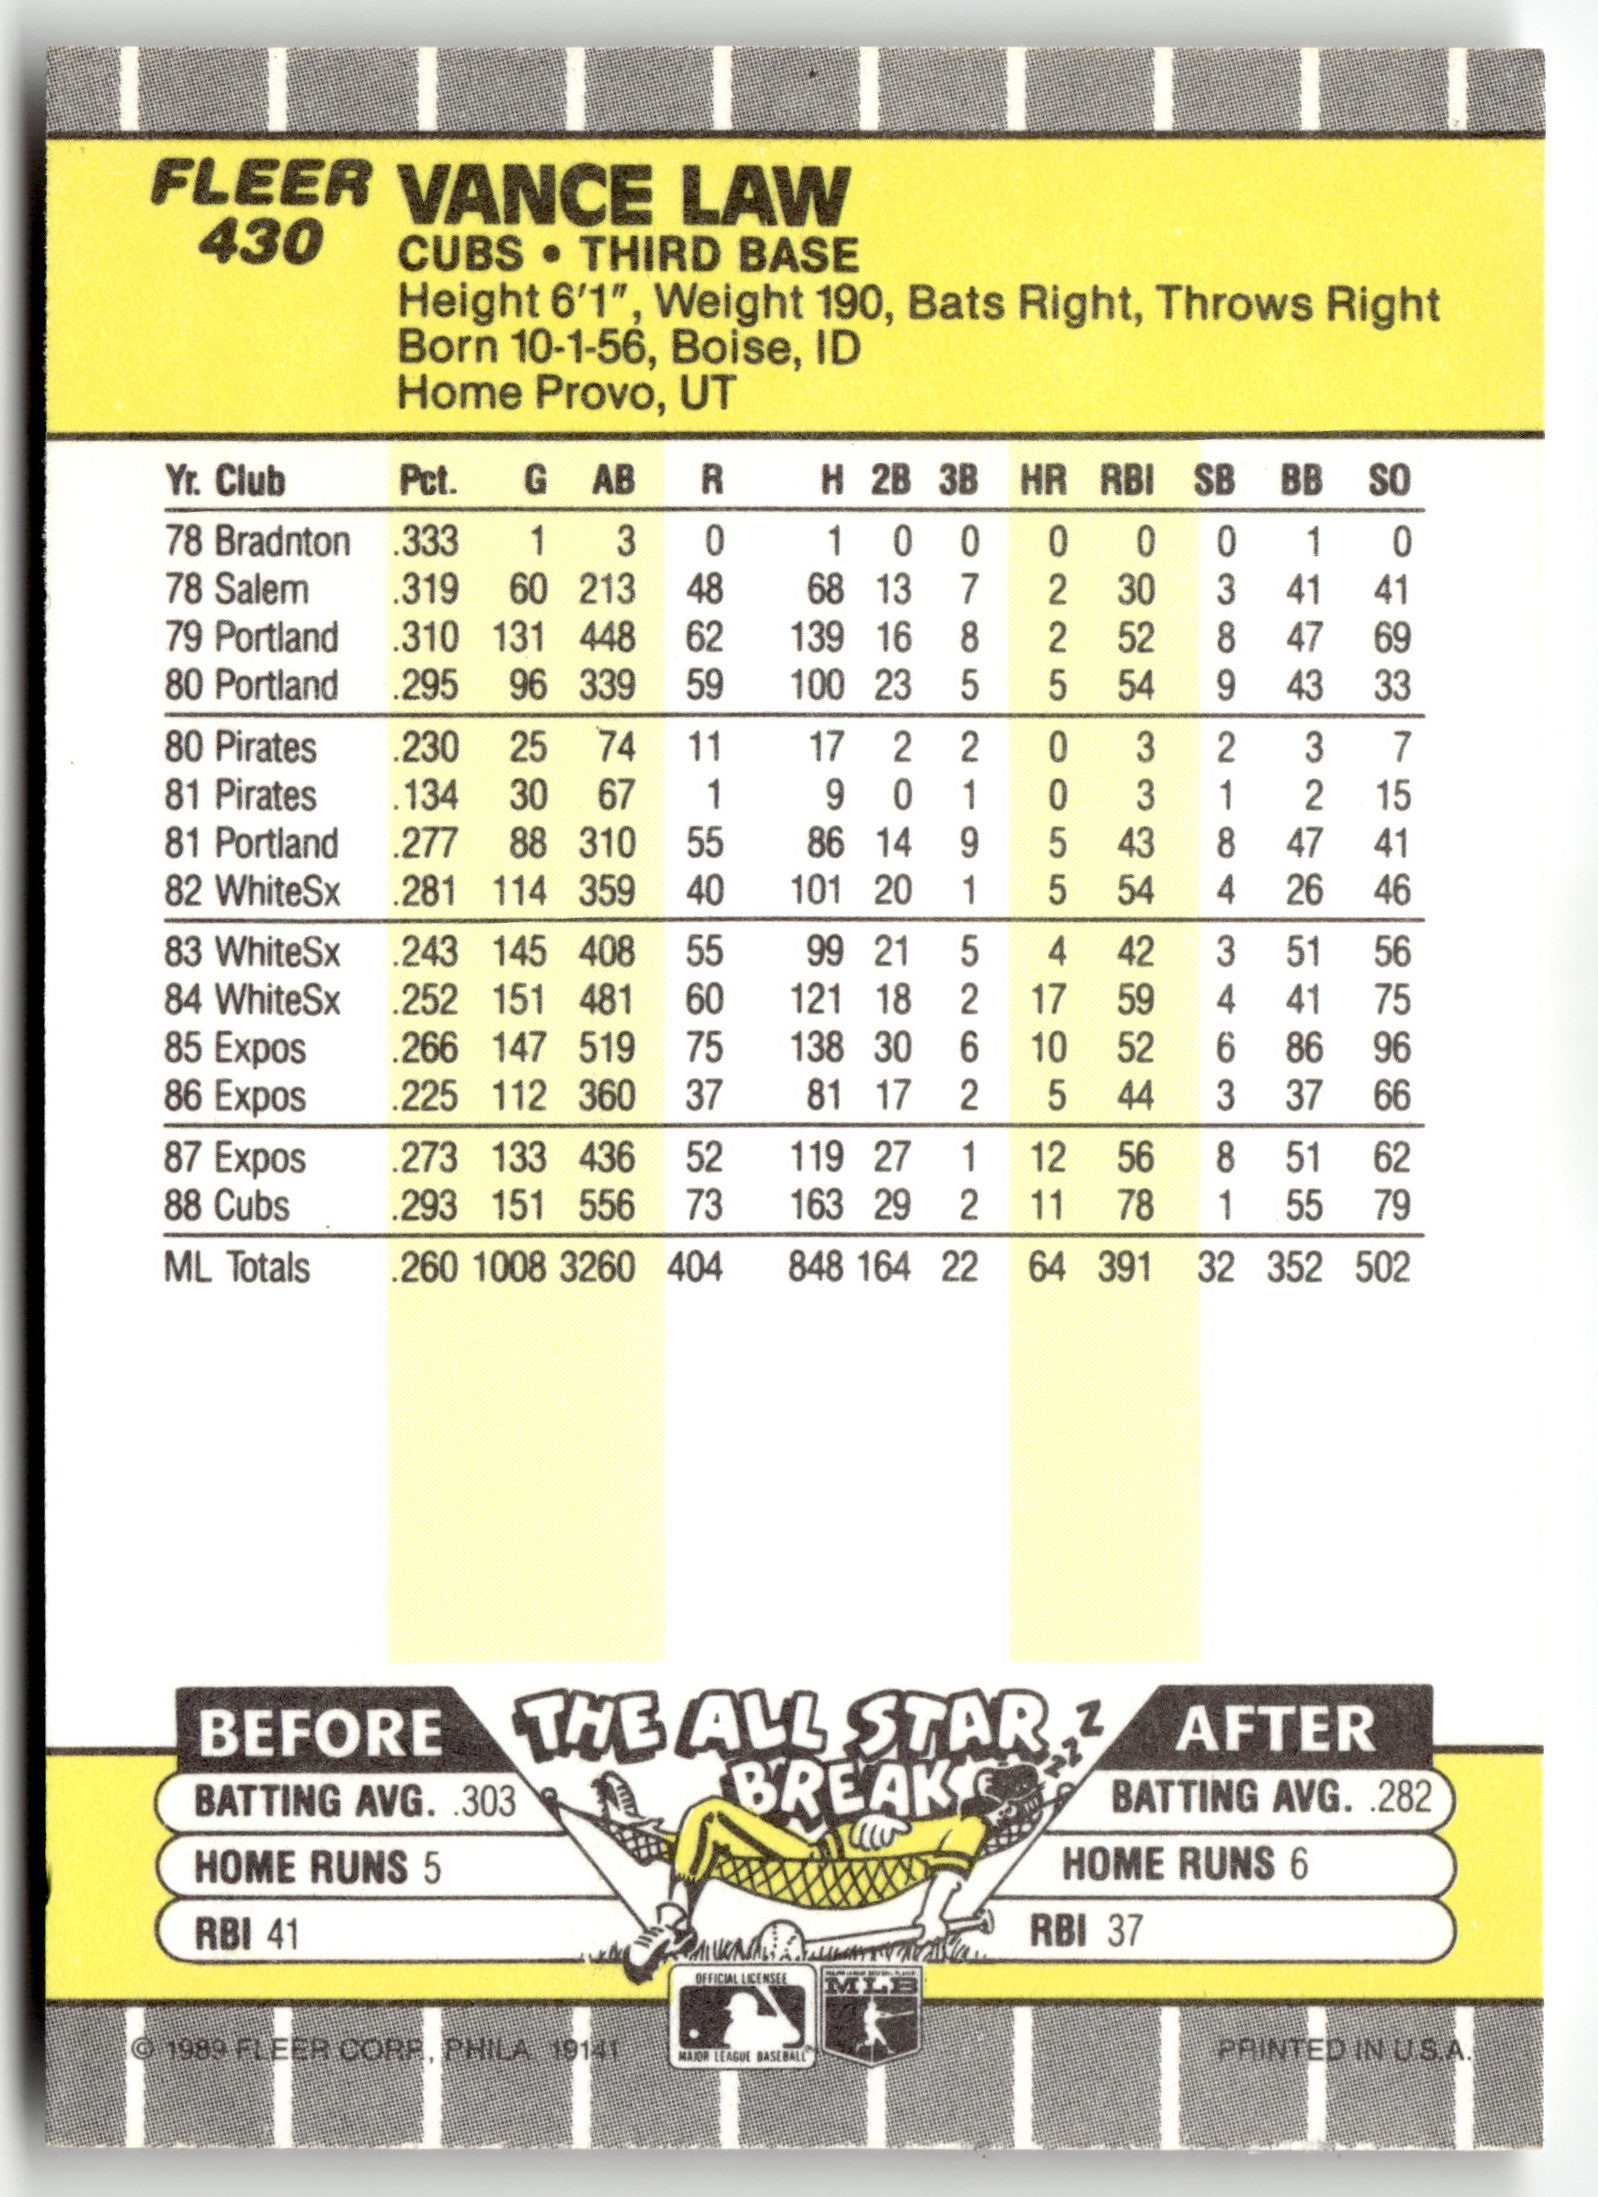 FLEER
430
VANCE LAW
CUBS • THIRD BASE
Height 6'1", Weight 190, Bats Right, Throws Right
Born 10-1-56, Boise, ID
Home Provo, UT
Yr. Club Pct. G AB R H 2B 3B HR RBI SB BB SO
78 Bradnton .333 1 3 0 1 0 0 0 0 0 1 0
78 Salem .319 60 213 48 68 13 7 2 30 3 41 41
79 Portland .310 131 448 62 139 16 8 2 52 8 47 69
80 Portland .295 96 339 59 100 23 5 5 54 9 43 33
80 Pirates .230 25 74 11 17 2 2 0 3 2 3 7
81 Pirates .134 30 67 1 9 0 1 0 3 1 2 15
81 Portland .277 88 310 55 86 14 9 5 43 8 47 41
82 WhiteSx .281 114 359 40 101 20 1 5 54 4 26 46
83 WhiteSx .243 145 408 55 99 21 5 4 42 3 51 56
84 WhiteSx .252 151 481 60 121 18 2 17 59 4 41 75
85 Expos .266 147 519 75 138 30 6 10 52 6 86 96
86 Expos .225 112 360 37 81 17 2 5 44 3 37 66
87 Expos .273 133 436 52 119 27 1 12 56 8 51 62
88 Cubs .293 151 556 73 163 29 2 11 78 1 55 79
ML Totals .260 1008 3260 404 848 164 22 64 391 32 352 502
BEFORE
BATTING AVG. .303
HOME RUNS 5
RBI 41
THE ALL STAR
BREAK
ZZZZ
AFTER
BATTING AVG. .282
HOME RUNS 6
RBI 37
OFFICIAL LICENSEE
MAJOR LEAGUE BASEBALL
MAJOR LEAGUE BASEBALL PLAYERS
MLB
© 1989 FLEER CORP., PHILA. 19141
PRINTED IN U.S.A.